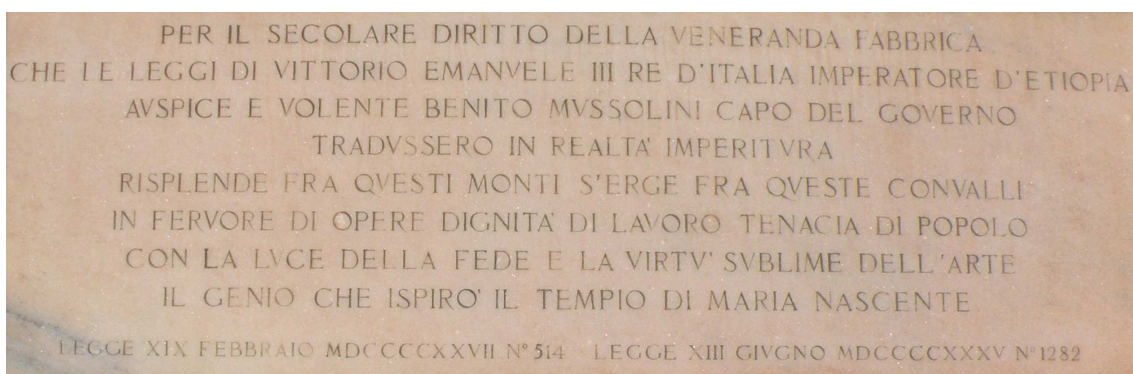 PER IL SECOLARE DIRITTO DELLA VENERANDA FABBRICA
CHE LE LEGGI DI VITTORIO EMANVELE III RE D'ITALIA IMPERATORE D'ETIOPIA
AVSPICE E VOLENTE BENITO MVSSOLINI CAPO DEL GOVERNO
TRADVSSERO IN REALTA' IMPERITVRA
RISPLENDE FRA QVESTI MONTI S'ERGE FRA QVESTE CONVALLI
IN FERVORE DI OPERE DIGNITA' DI LAVORO TENACIA DI POPOLO
CON LA LVCE DELLA FEDE E LA VIRTV' SVBLIME DELL'ARTE
IL GENIO CHE ISPIRO' IL TEMPIO DI MARIA NASCENTE
LEGGE XIX FEBBRAIO MDCCCCXXVII N° 514 LEGGE XIII GIVGNO MDCCCCXXXV N° 1282